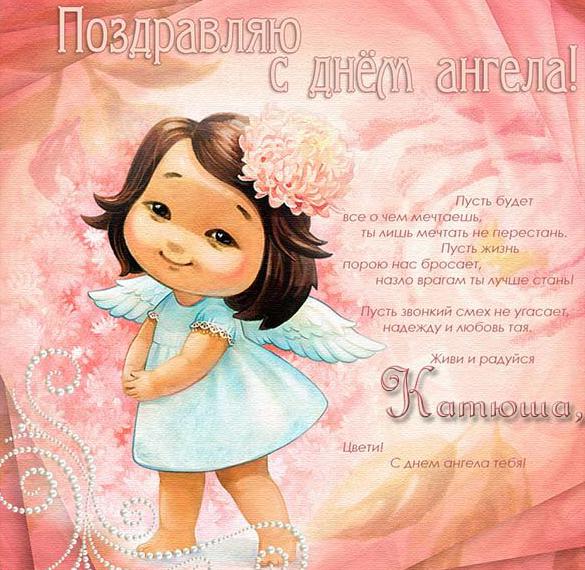 Поздравляю
с днём ангела!
Пусть будет
все о чем мечтаешь,
ты лишь мечтать не перестань.
Пусть жизнь
порою нас бросает,
назло врагам ты лучше стань!
Пусть звонкий смех не угасает,
надежду и любовь тая.
Живи и радуйся
Катюша,
Цвети!
С днем ангела тебя!